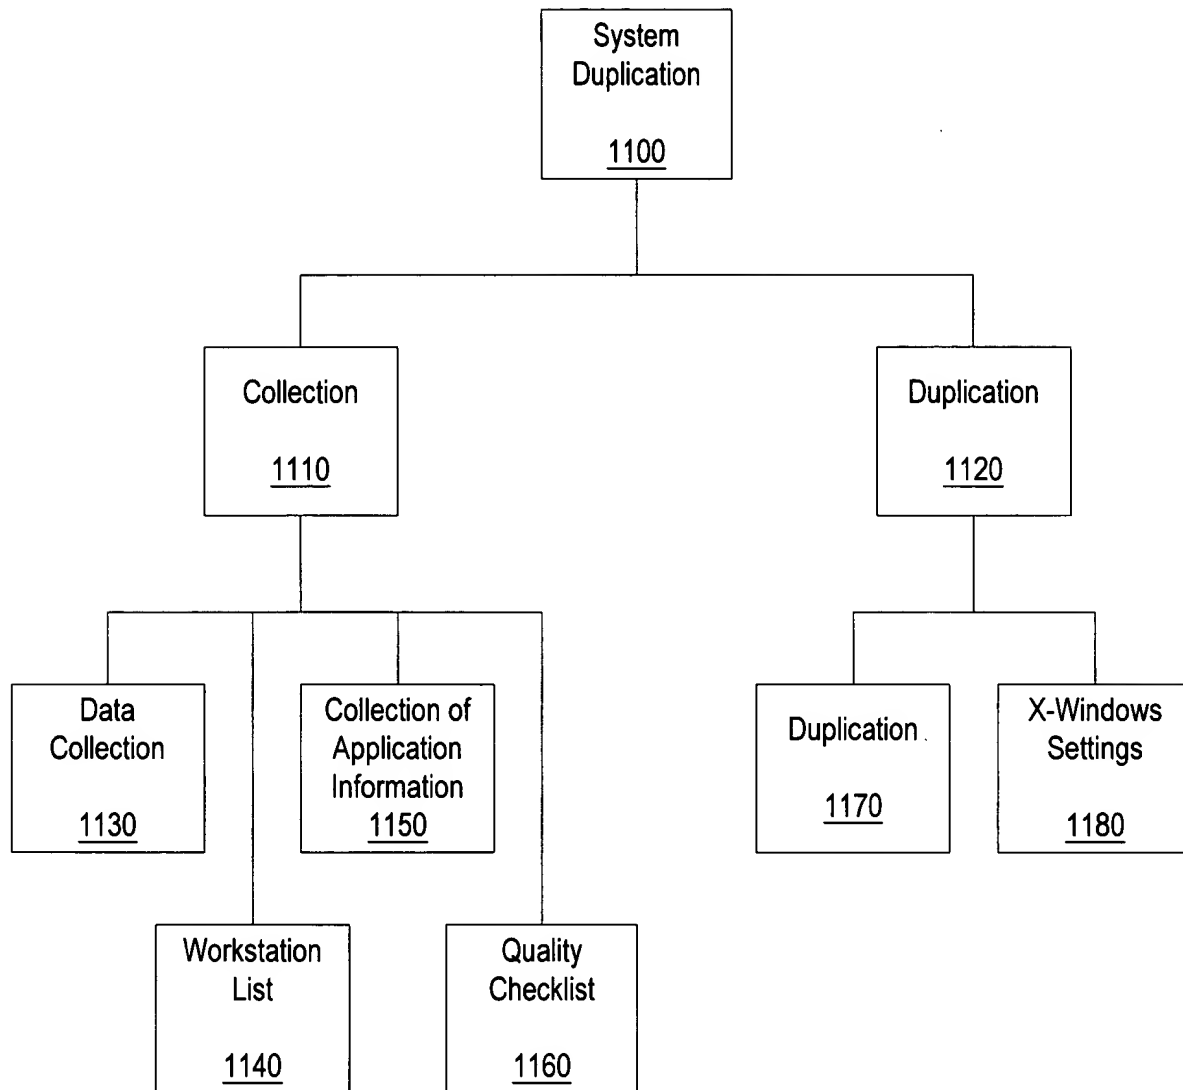 System
Duplication
1100
Collection
1110
Duplication
1120
Data
Collection
1130
Collection of
Application
Information
1150
Duplication
1170
X-Windows
Settings
1180
Workstation
List
1140
Quality
Checklist
1160